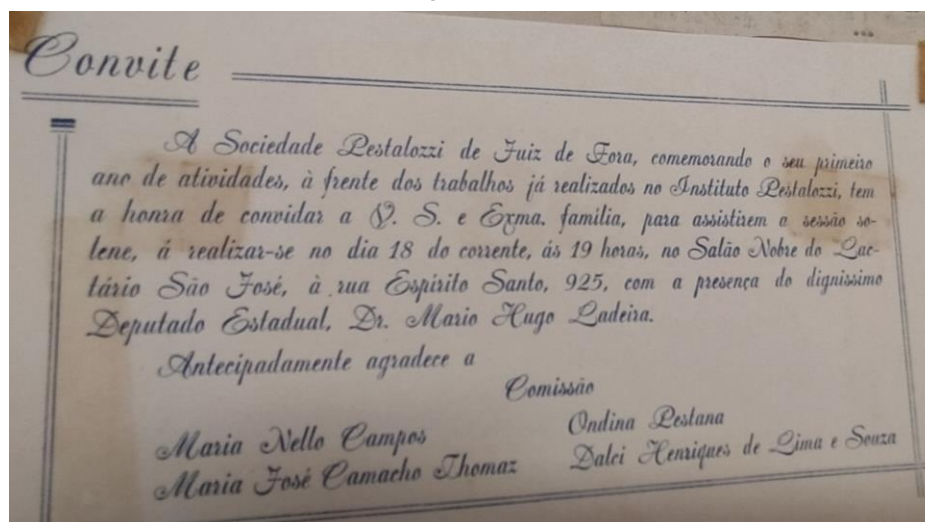 Convite
A Sociedade Pestalozzi de Juiz de Fora, comemorando o seu primeiro
ano de atividades, à frente dos trabalhos já realizados no Instituto Pestalozzi, tem
a honra de convidar a V. S. e Exma. família, para assistirem a sessão so-
lene, á realizar-se no dia 18 do corrente, ás 19 horas, no Salão Nobre do Lac-
tário São José, à rua Espírito Santo, 925, com a presença do digníssimo
Deputado Estadual, Dr. Mario Hugo Ladeira.
Antecipadamente agradece a
Comissão
Maria Nello Campos
Maria José Camacho Thomaz
Ondina Pestana
Dalci Henriques de Lima e Souza